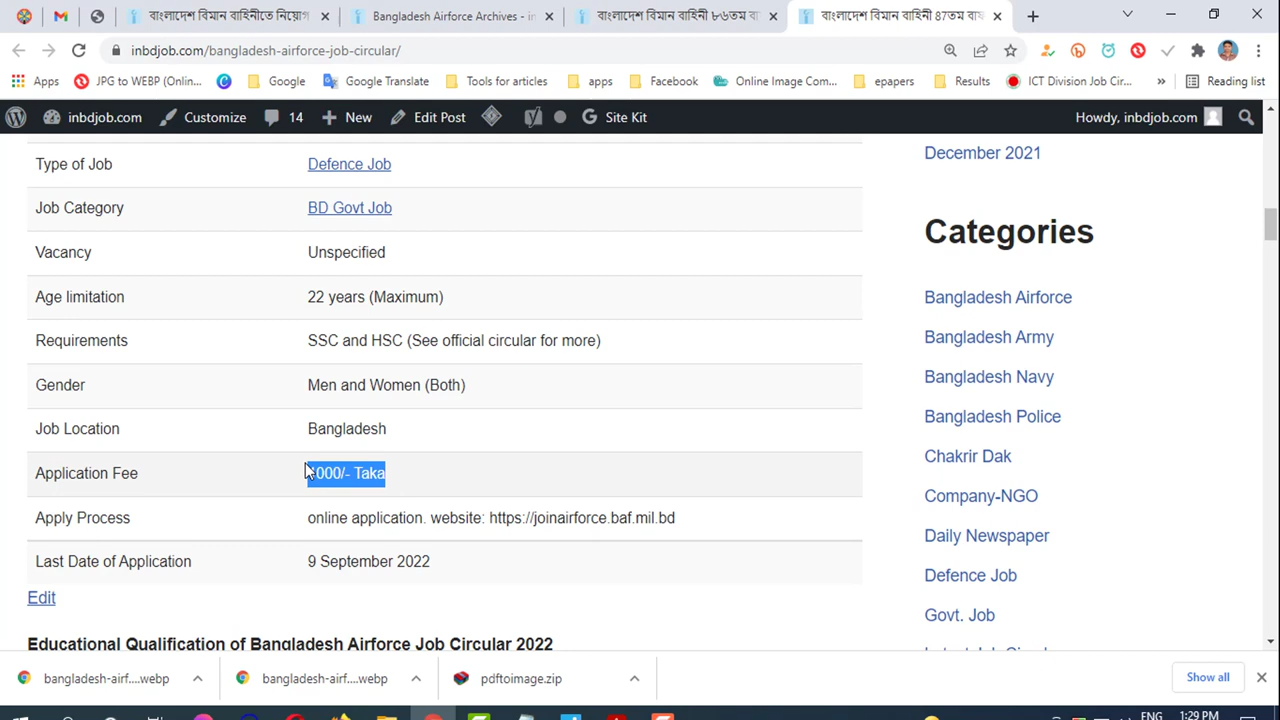 বাংলাদেশ বিমান বাহিনীতে নিয়োগ
Bangladesh Airforce Archives - in
বাংলাদেশ বিমান বাহিনী ৮৬তম বা
বাংলাদেশ বিমান বাহিনী 87তম বাফ
inbdjob.com/bangladesh-airforce-job-circular/
Apps
JPG to WEBP (Onlin...
Google
Google Translate
Tools for articles
apps
Facebook
Online Image Com...
epapers
Results
ICT Division Job Cir...
»
Reading list
inbdjob.com
Customize
14
New
Edit Post
Site Kit
Howdy, inbdjob.com
Type of Job Defence Job
Job Category BD Govt Job
Vacancy Unspecified
Age limitation 22 years (Maximum)
Requirements SSC and HSC (See official circular for more)
Gender Men and Women (Both)
Job Location Bangladesh
Application Fee 1000/- Taka
Apply Process online application. website: https://joinairforce.baf.mil.bd
Last Date of Application 9 September 2022
Edit
Educational Qualification of Bangladesh Airforce Job Circular 2022
December 2021
Categories
Bangladesh Airforce
Bangladesh Army
Bangladesh Navy
Bangladesh Police
Chakrir Dak
Company-NGO
Daily Newspaper
Defence Job
Govt. Job
bangladesh-airf....webp
bangladesh-airf....webp
pdftoimage.zip
Show all
ENG
1:29 PM